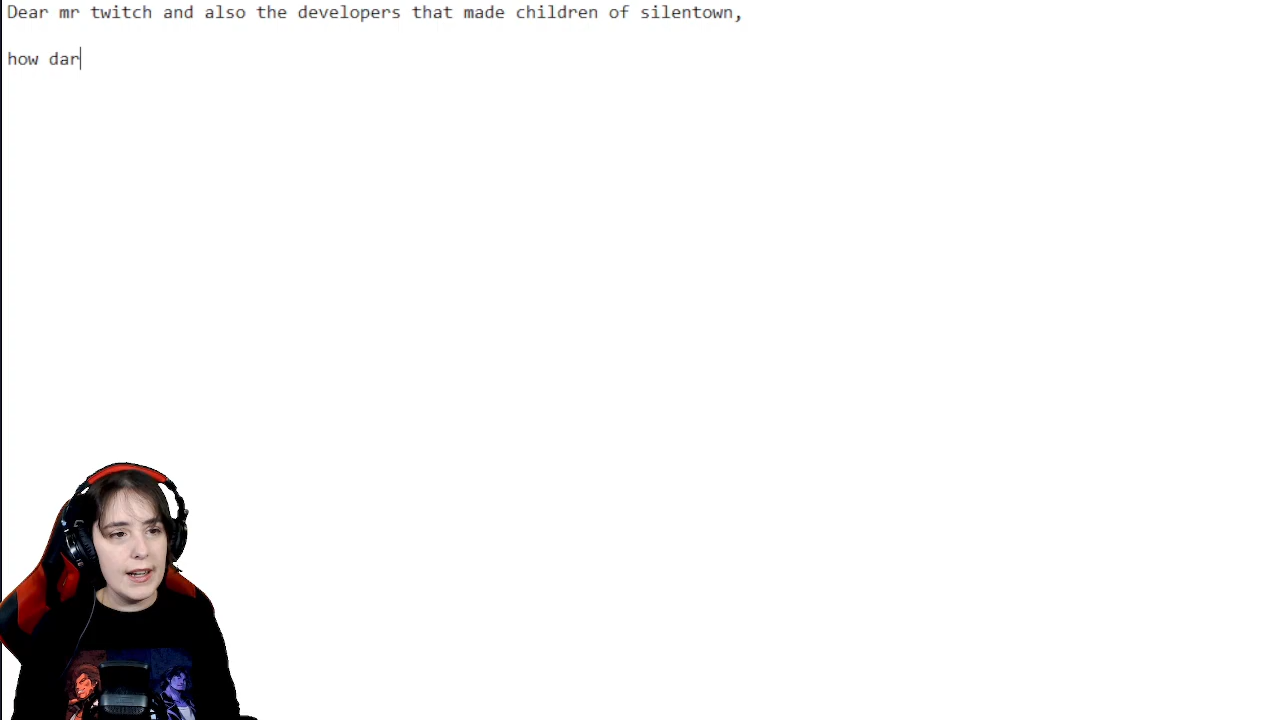 Dear mr twitch and also the developers that made children of silentown,
how dar